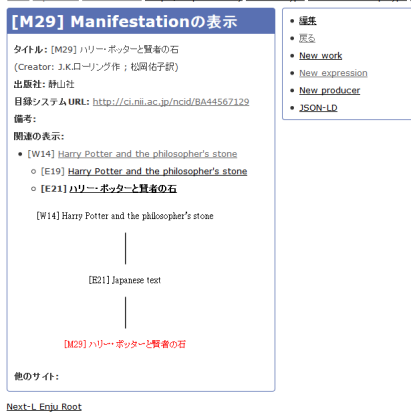 [M29] Manifestationの表示
タイトル: [M29] ハリー・ポッターと賢者の石
(Creator: J.K.ローリング作 ; 松岡佑子訳)
出版社: 静山社
目録システムURL: http://ci.nii.ac.jp/ncid/BA44567129
備考:
関連の表示:
[W14] Harry Potter and the philosopher's stone
[E19] Harry Potter and the philosopher's stone
[E21] ハリー・ポッターと賢者の石
[W14] Harry Potter and the philosopher's stone
[E21] Japanese text
[M29] ハリー・ポッターと賢者の石
他のサイト:
Next-L Enju Root
編集
戻る
New work
New expression
New producer
JSON-LD